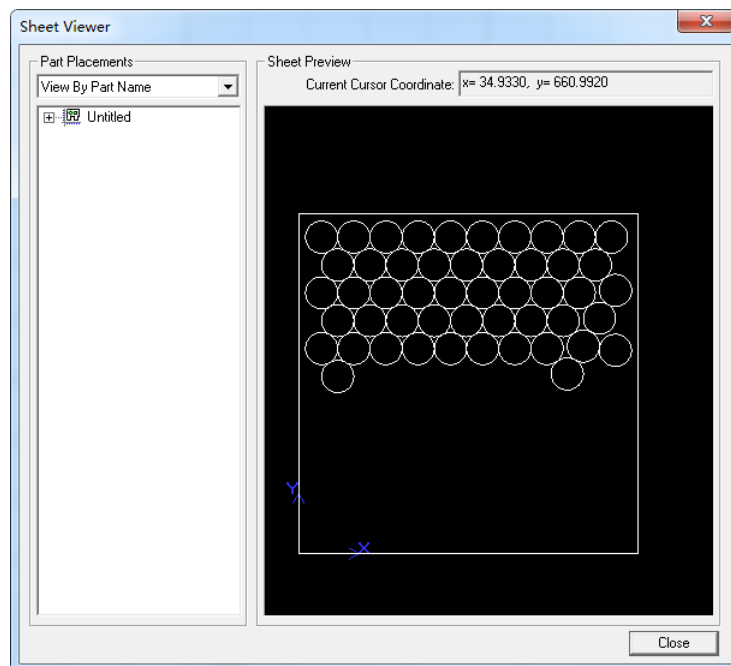 Sheet Viewer
Part Placements
View By Part Name
Untitled
Sheet Preview
Current Cursor Coordinate: x= 34.9330, y= 660.9920
Y
X
Close